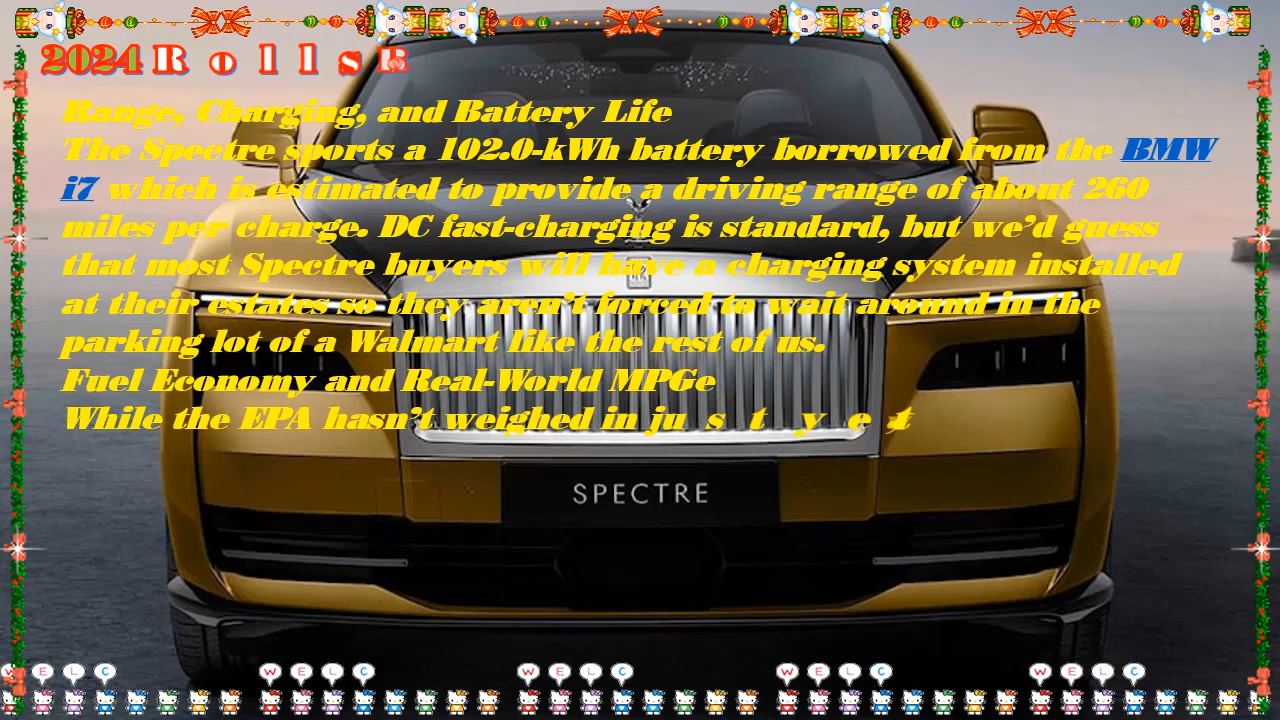 2024 R o l l s R
Range, Charging, and Battery Life
The Spectre sports a 102.0-kWh battery borrowed from the BMW
i7 which is estimated to provide a driving range of about 260
miles per charge. DC fast-charging is standard, but we’d guess
that most Spectre buyers will have a charging system installed
at their estates so they aren’t forced to wait around in the
parking lot of a Walmart like the rest of us.
Fuel Economy and Real-World MPGe
While the EPA hasn’t weighed in ju s t y e t
SPECTRE
W E L C W E L C W E L C W E L C W E L C